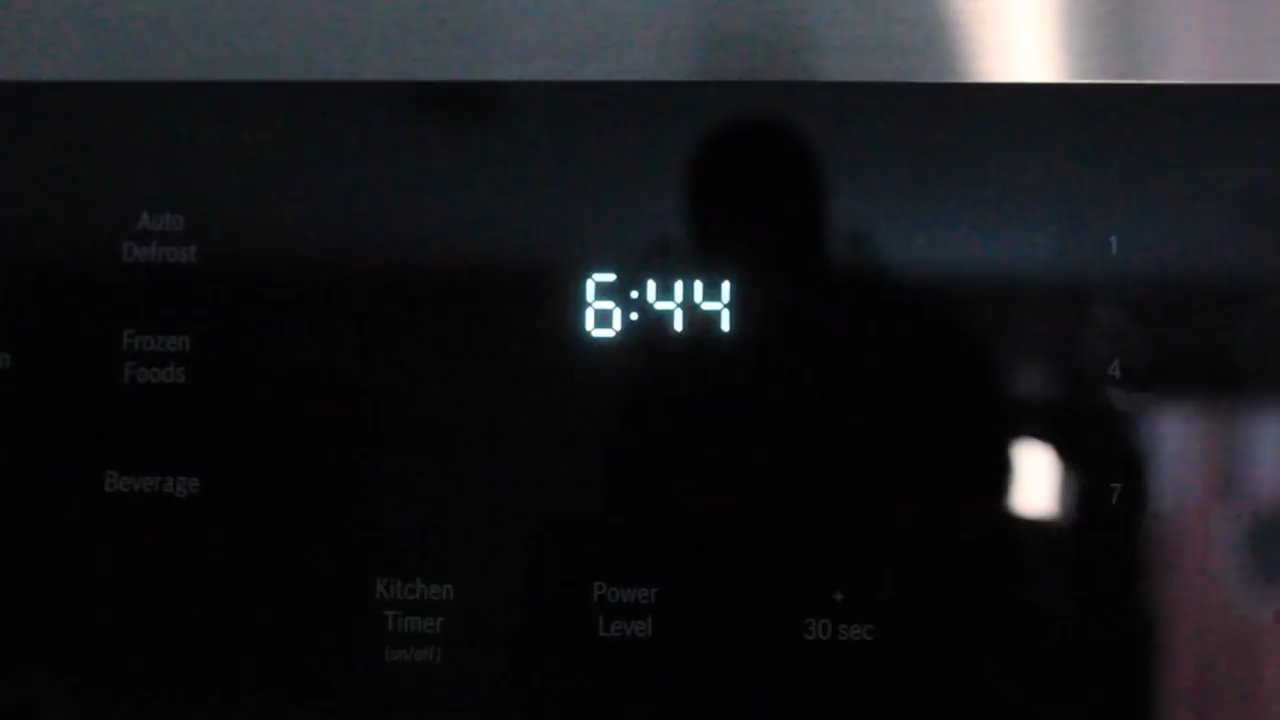 Auto
Defrost
6:44
1
Frozen
Foods
4
Beverage
7
Kitchen
Timer
(on/off)
Power
Level
+
30 sec